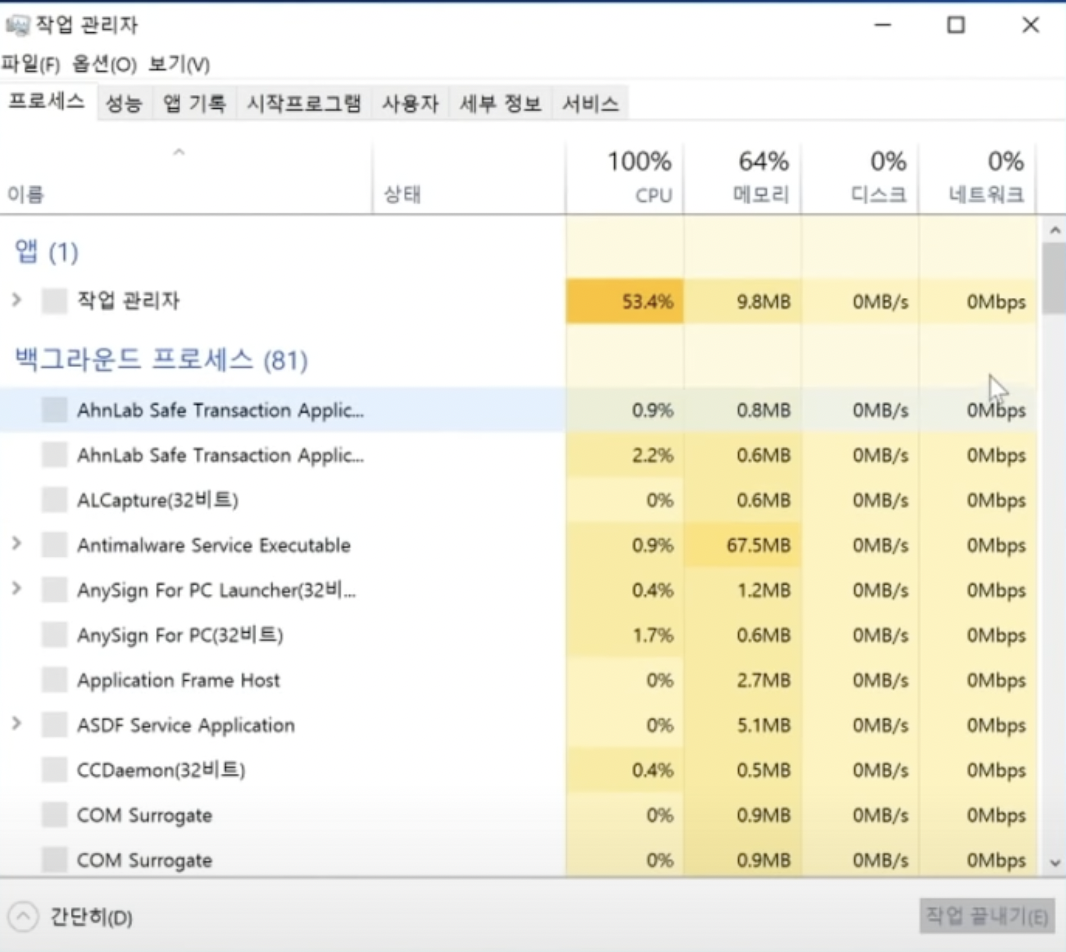 작업 관리자
파일(F) 옵션(O) 보기(V)
프로세스 성능 앱 기록 시작프로그램 사용자 세부 정보 서비스
100% 64% 0% 0%
이름 상태 CPU 메모리 디스크 네트워크
앱 (1)
작업 관리자 53.4% 9.8MB 0MB/s 0Mbps
백그라운드 프로세스 (81)
AhnLab Safe Transaction Applic... 0.9% 0.8MB 0MB/s 0Mbps
AhnLab Safe Transaction Applic... 2.2% 0.6MB 0MB/s 0Mbps
ALCapture(32비트) 0% 0.6MB 0MB/s 0Mbps
Antimalware Service Executable 0.9% 67.5MB 0MB/s 0Mbps
AnySign For PC Launcher(32비... 0.4% 1.2MB 0MB/s 0Mbps
AnySign For PC(32비트) 1.7% 0.6MB 0MB/s 0Mbps
Application Frame Host 0% 2.7MB 0MB/s 0Mbps
ASDF Service Application 0% 5.1MB 0MB/s 0Mbps
CCDaemon(32비트) 0.4% 0.5MB 0MB/s 0Mbps
COM Surrogate 0% 0.9MB 0MB/s 0Mbps
COM Surrogate 0% 0.9MB 0MB/s 0Mbps
간단히(D) 작업 끝내기(E)